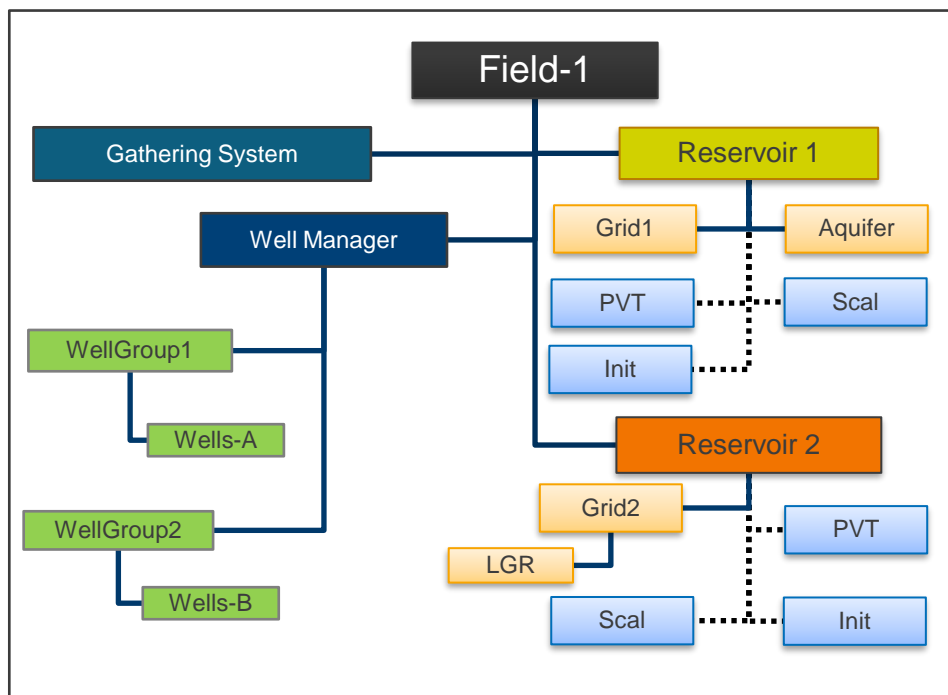 Field-1
Gathering System
Reservoir 1
Well Manager
Grid1
Aquifer
PVT
Scal
WellGroup1
Init
Wells-A
Reservoir 2
Grid2
WellGroup2
PVT
LGR
Wells-B
Scal
Init